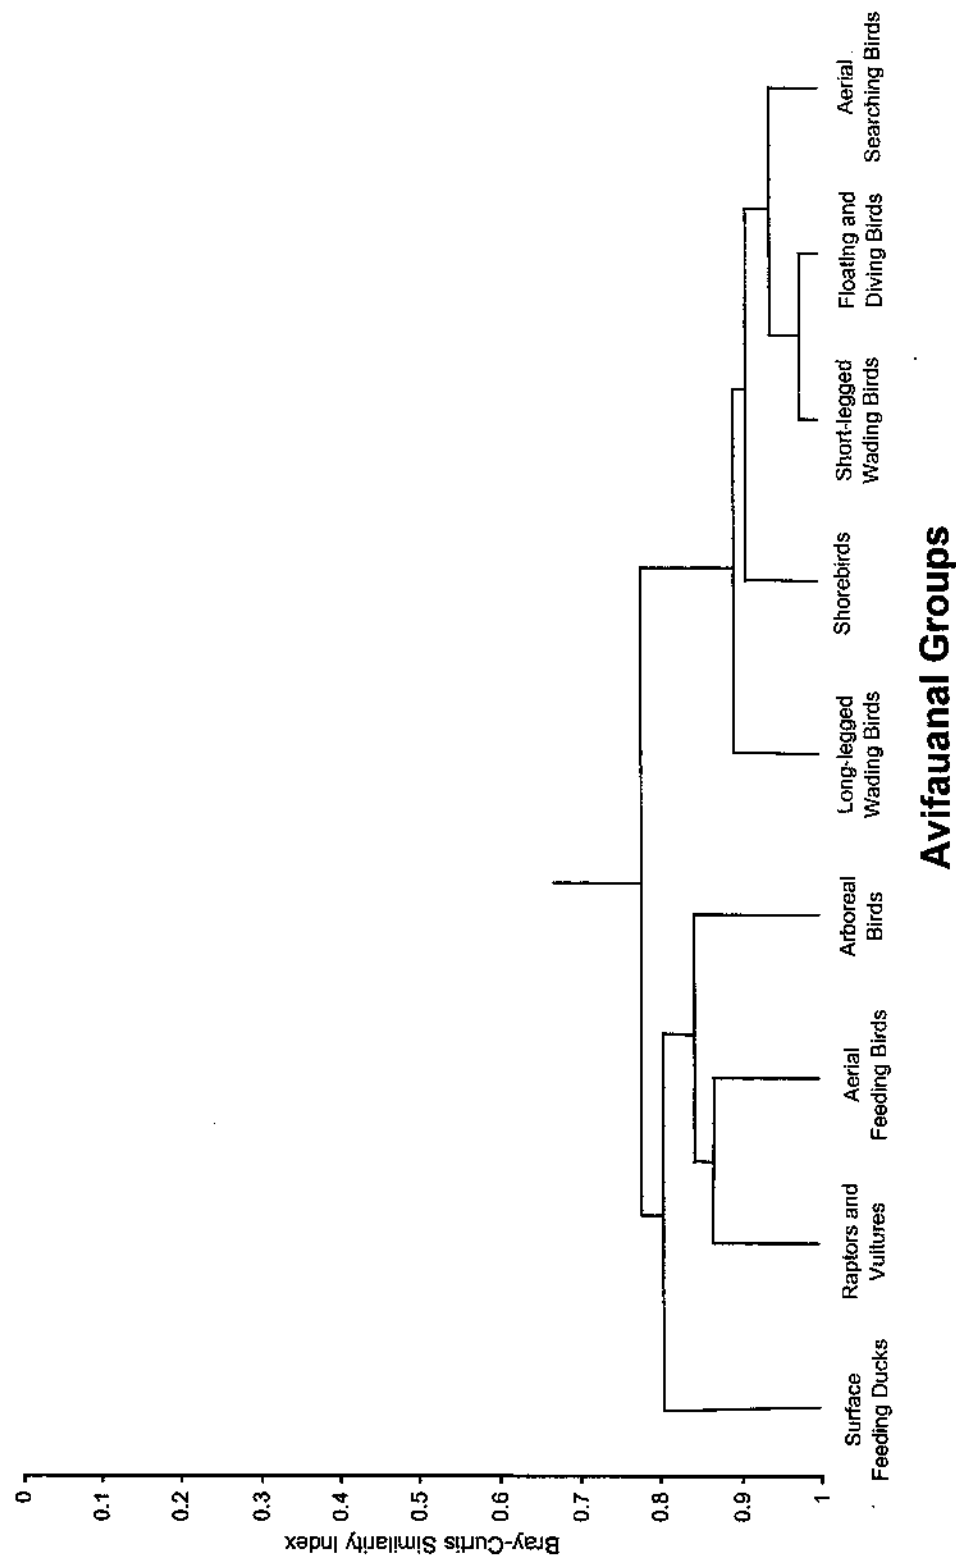 Bray-Curtis Similarity Index
0
0.1
0.2
0.3
0.4
0.5
0.6
0.7
0.8
0.9
1
Surface
Feeding Ducks
Raptors and
Vultures
Aerial
Feeding Birds
Arboreal
Birds
Long-legged
Wading Birds
Shorebirds
Short-legged
Wading Birds
Floating and
Diving Birds
Aerial
Searching Birds
Avifauanal Groups